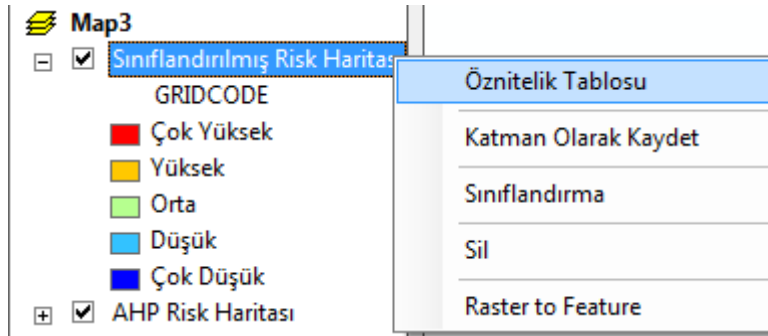 Map3
Sınıflandırılmış Risk Haritas
GRIDCODE
Çok Yüksek
Yüksek
Orta
Düşük
Çok Düşük
AHP Risk Haritası
Öznitelik Tablosu
Katman Olarak Kaydet
Sınıflandırma
Sil
Raster to Feature